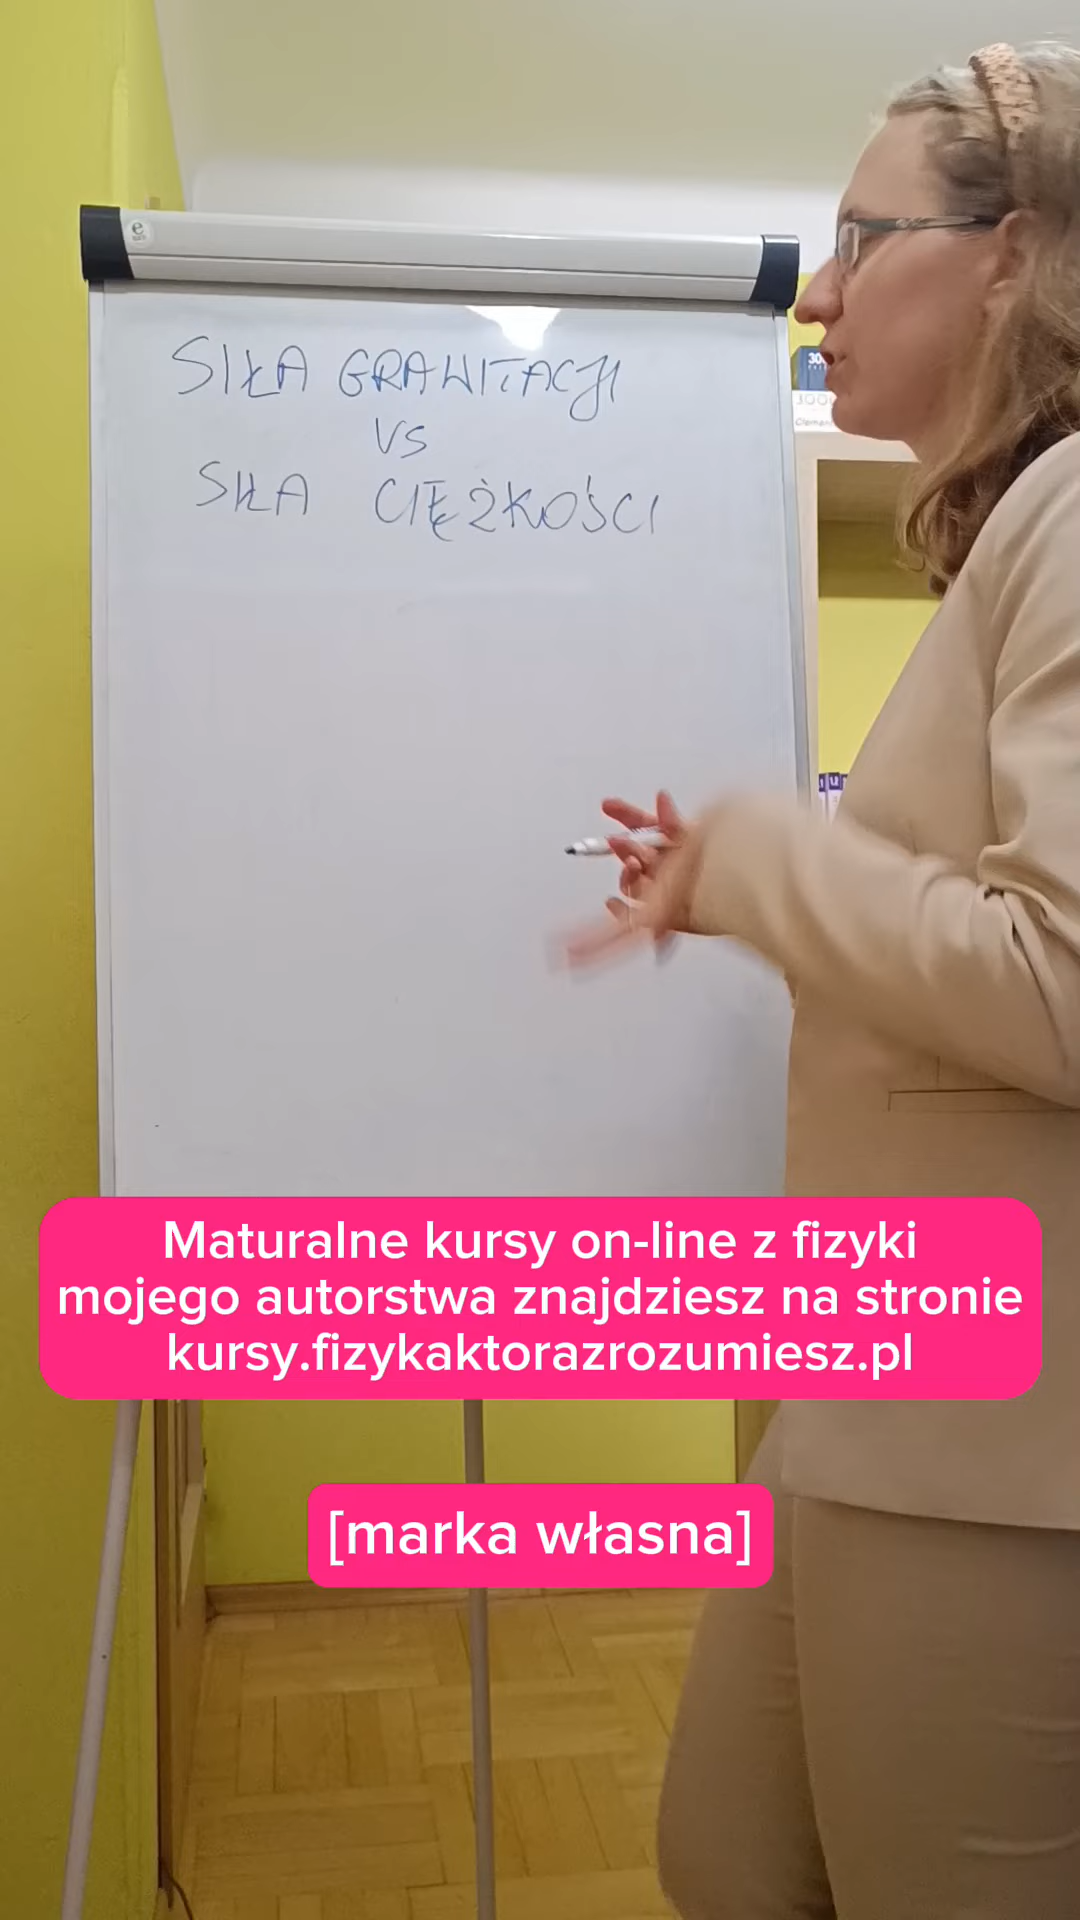 SIŁA GRAWITACJI
VS
SIŁA CIĘŻKOŚCI
Maturalne kursy on-line z fizyki
mojego autorstwa znajdziesz na stronie
kursy.fizykaktorazrozumiesz.pl
[marka własna]